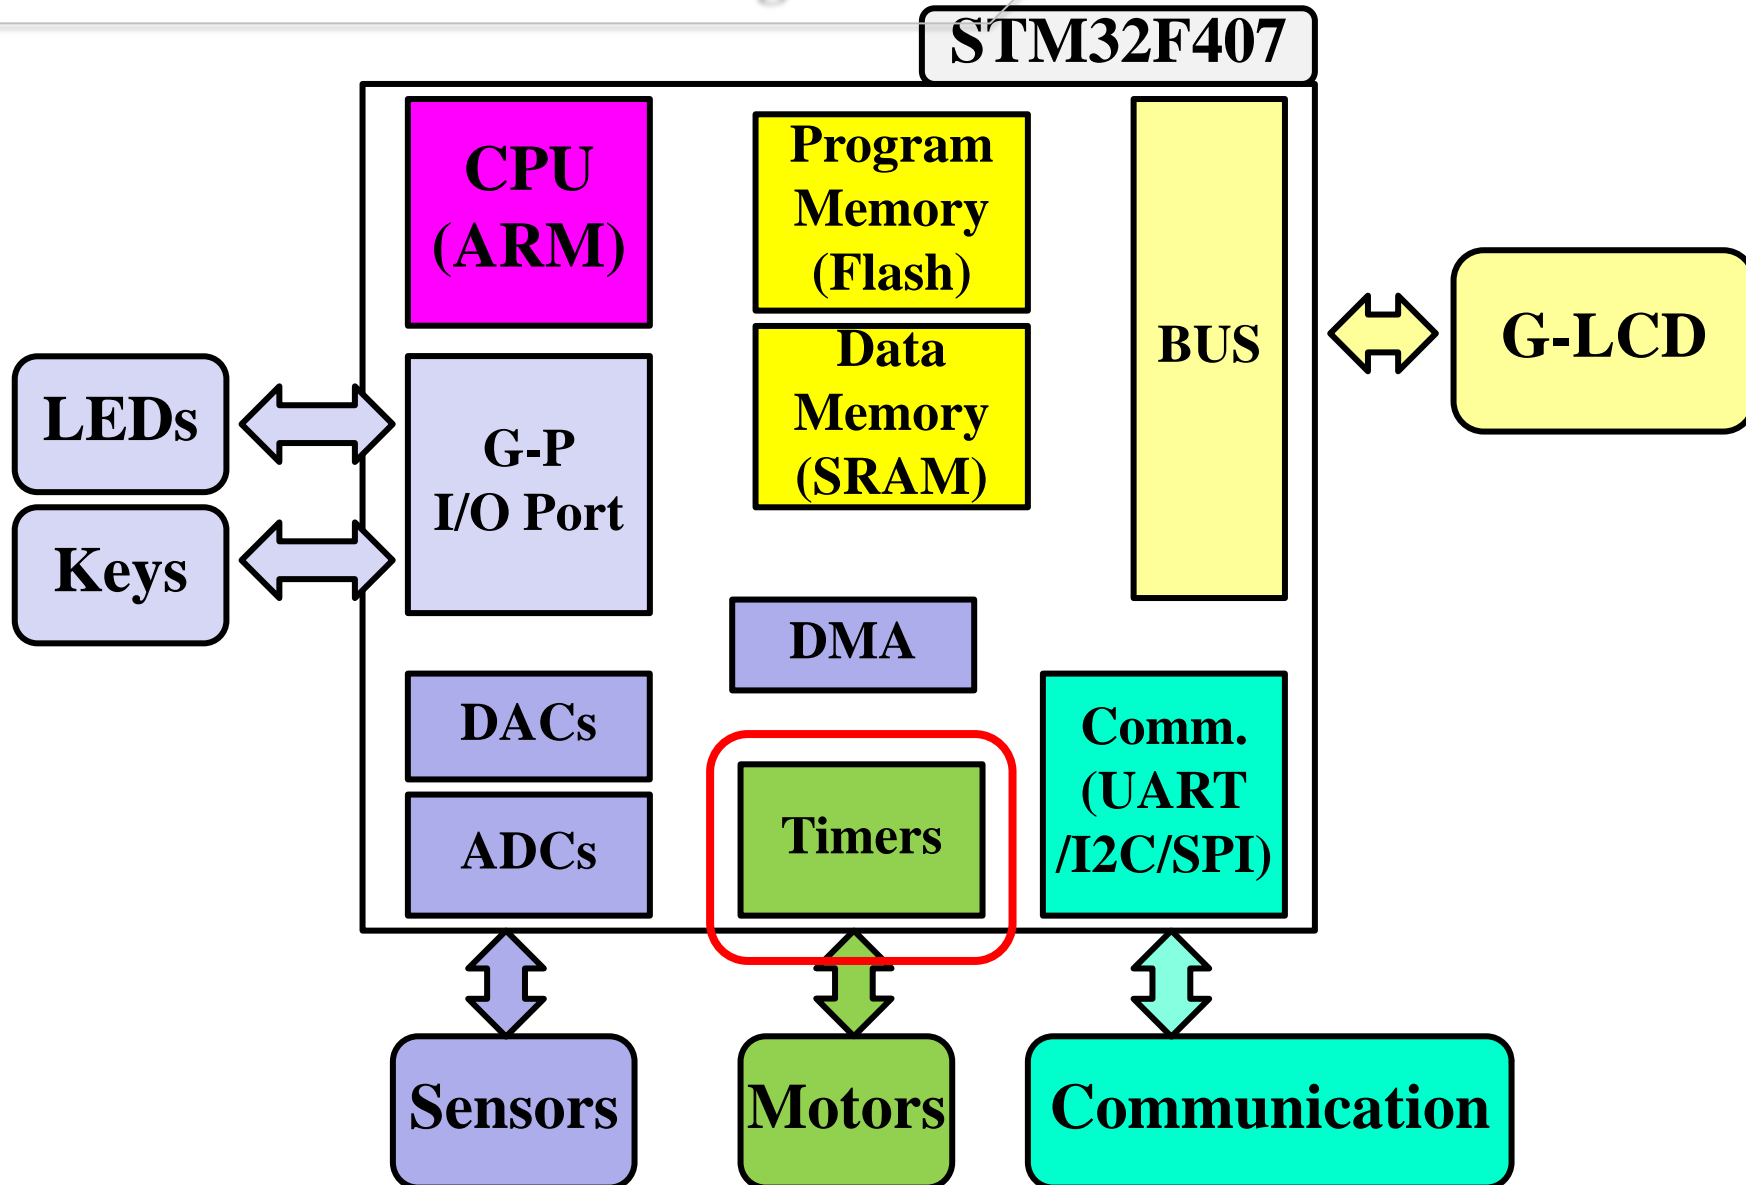 STM32F407
CPU
(ARM)
Program
Memory
(Flash)
Data
Memory
(SRAM)
BUS
G-LCD
LEDs
Keys
G-P
I/O Port
DMA
DACs
ADCs
Timers
Comm.
(UART
/I2C/SPI)
Sensors
Motors
Communication